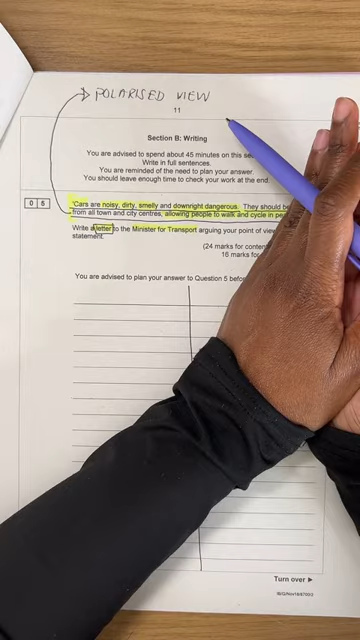 POLARISED VIEW
11
Section B: Writing
You are advised to spend about 45 minutes on this
Write in full sentences.
You are reminded of the need to plan your answer.
You should leave enough time to check your work at the end.
0 5
‘Cars are noisy, dirty, smelly and downright dangerous. They should be
from all town and city centres, allowing people to walk and cycle in
Write a letter to the Minister for Transport arguing your point of view
statement.
(24 marks for
16 marks for
You are advised to plan your answer to Question 5
Turn over ►
IB/G/Nov18/8700/2